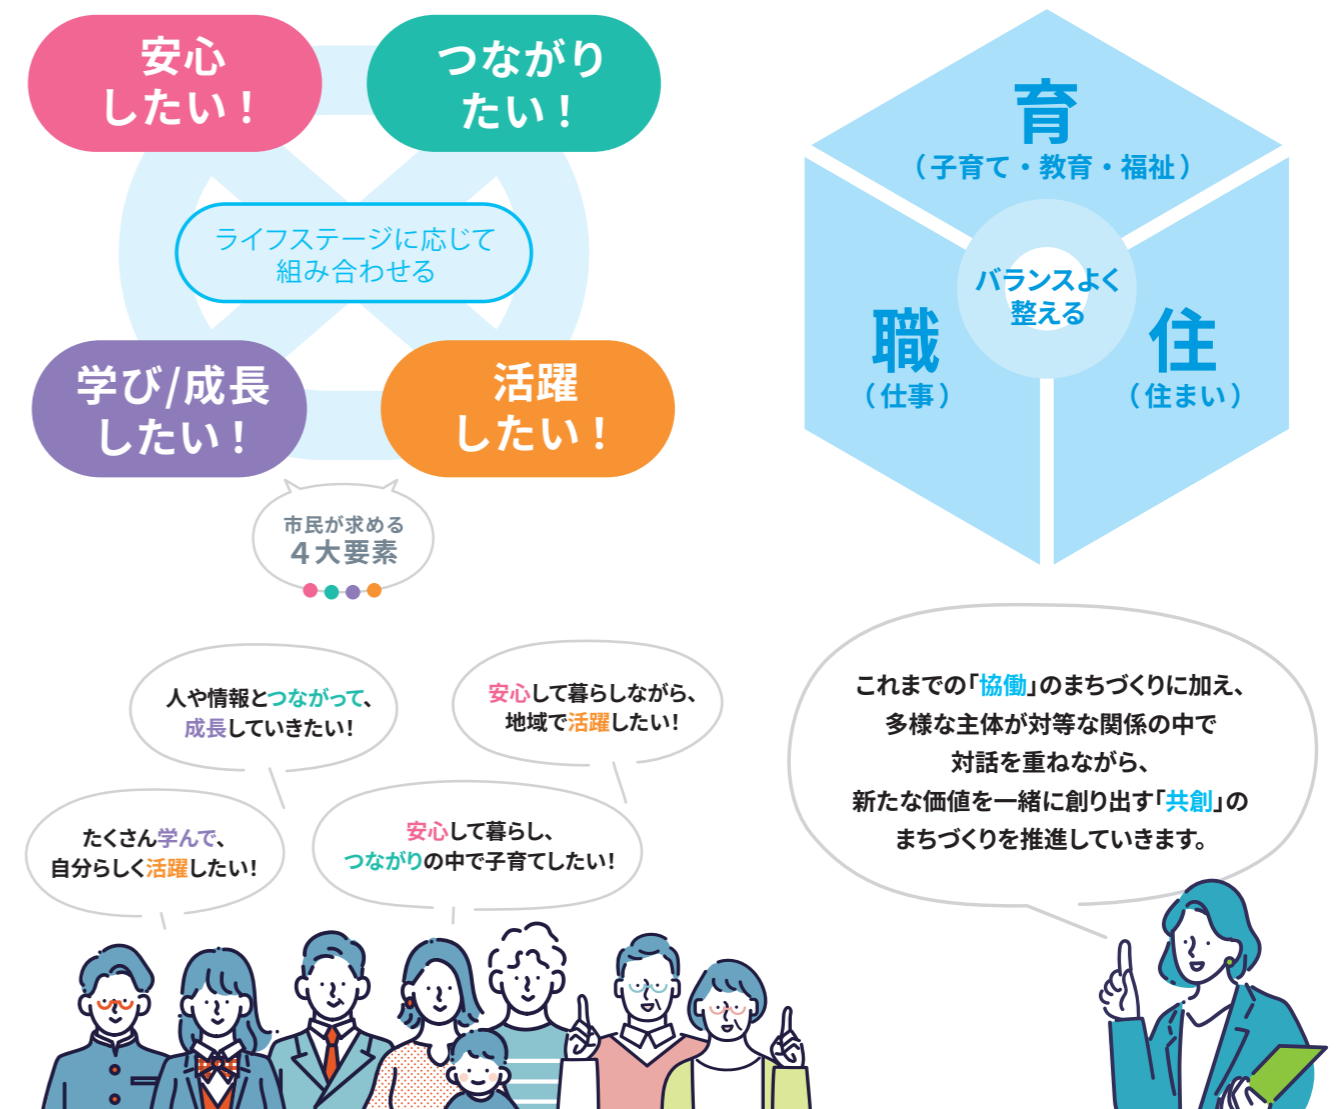 安心
したい！
つながり
たい！
ライフステージに応じて
組み合わせる
学び/成長
したい！
活躍
したい！
市民が求める
４大要素
育
（子育て・教育・福祉）
バランスよく
整える
職
（仕事）
住
（住まい）
人や情報とつながって、
成長していきたい！
安心して暮らしながら、
地域で活躍したい！
たくさん学んで、
自分らしく活躍したい！
安心して暮らし、
つながりの中で子育てしたい！
これまでの「協働」のまちづくりに加え、
多様な主体が対等な関係の中で
対話を重ねながら、
新たな価値を一緒に創り出す「共創」の
まちづくりを推進していきます。